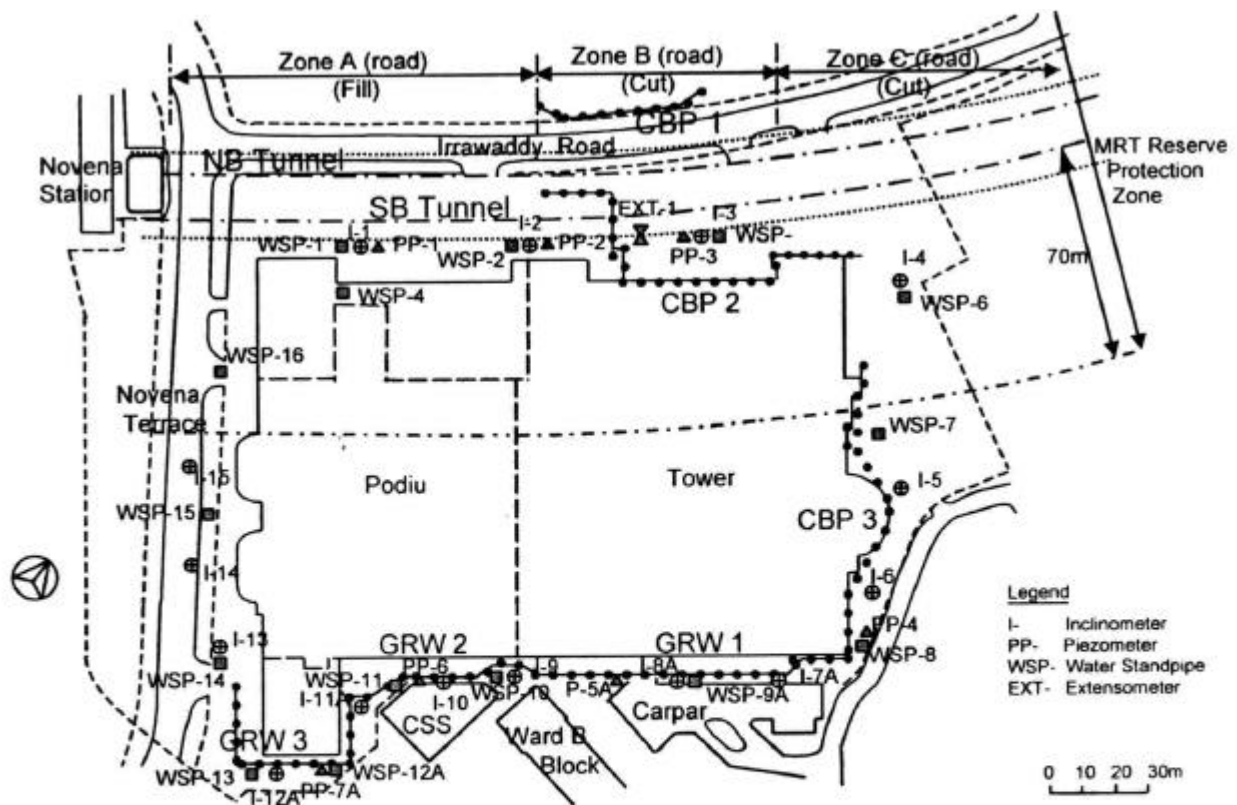 Zone A (road)
(Fill)
Zone B (road)
(Cut)
Zone C (road)
(Cut)
CBP 1
Irrawaddy Road
NB Tunnel
Novena
Station
MRT Reserve
Protection
Zone
SB Tunnel
EXT-1
I-1
I-2
I-3
WSP-1
PP-1
WSP-2
PP-2
PP-3
WSP-
I-4
70m
WSP-4
CBP 2
WSP-6
WSP-16
Novena
Terrace
WSP-7
I-15
Podiu
Tower
I-5
WSP-15
CBP 3
I-14
I-6
Legend
I- Inclinometer
PP- Piezometer
WSP- Water Standpipe
EXT- Extensometer
PP-4
I-13
GRW 2
GRW 1
WSP-8
WSP-14
WSP-11
PP-6
I-9
I-8A
I-7A
I-11
I-10
WSP-10
P-5A
WSP-9A
CSS
Carpar
GRW 3
Ward B
Block
WSP-13
WSP-12A
I-12A
PP-7A
0 10 20 30m